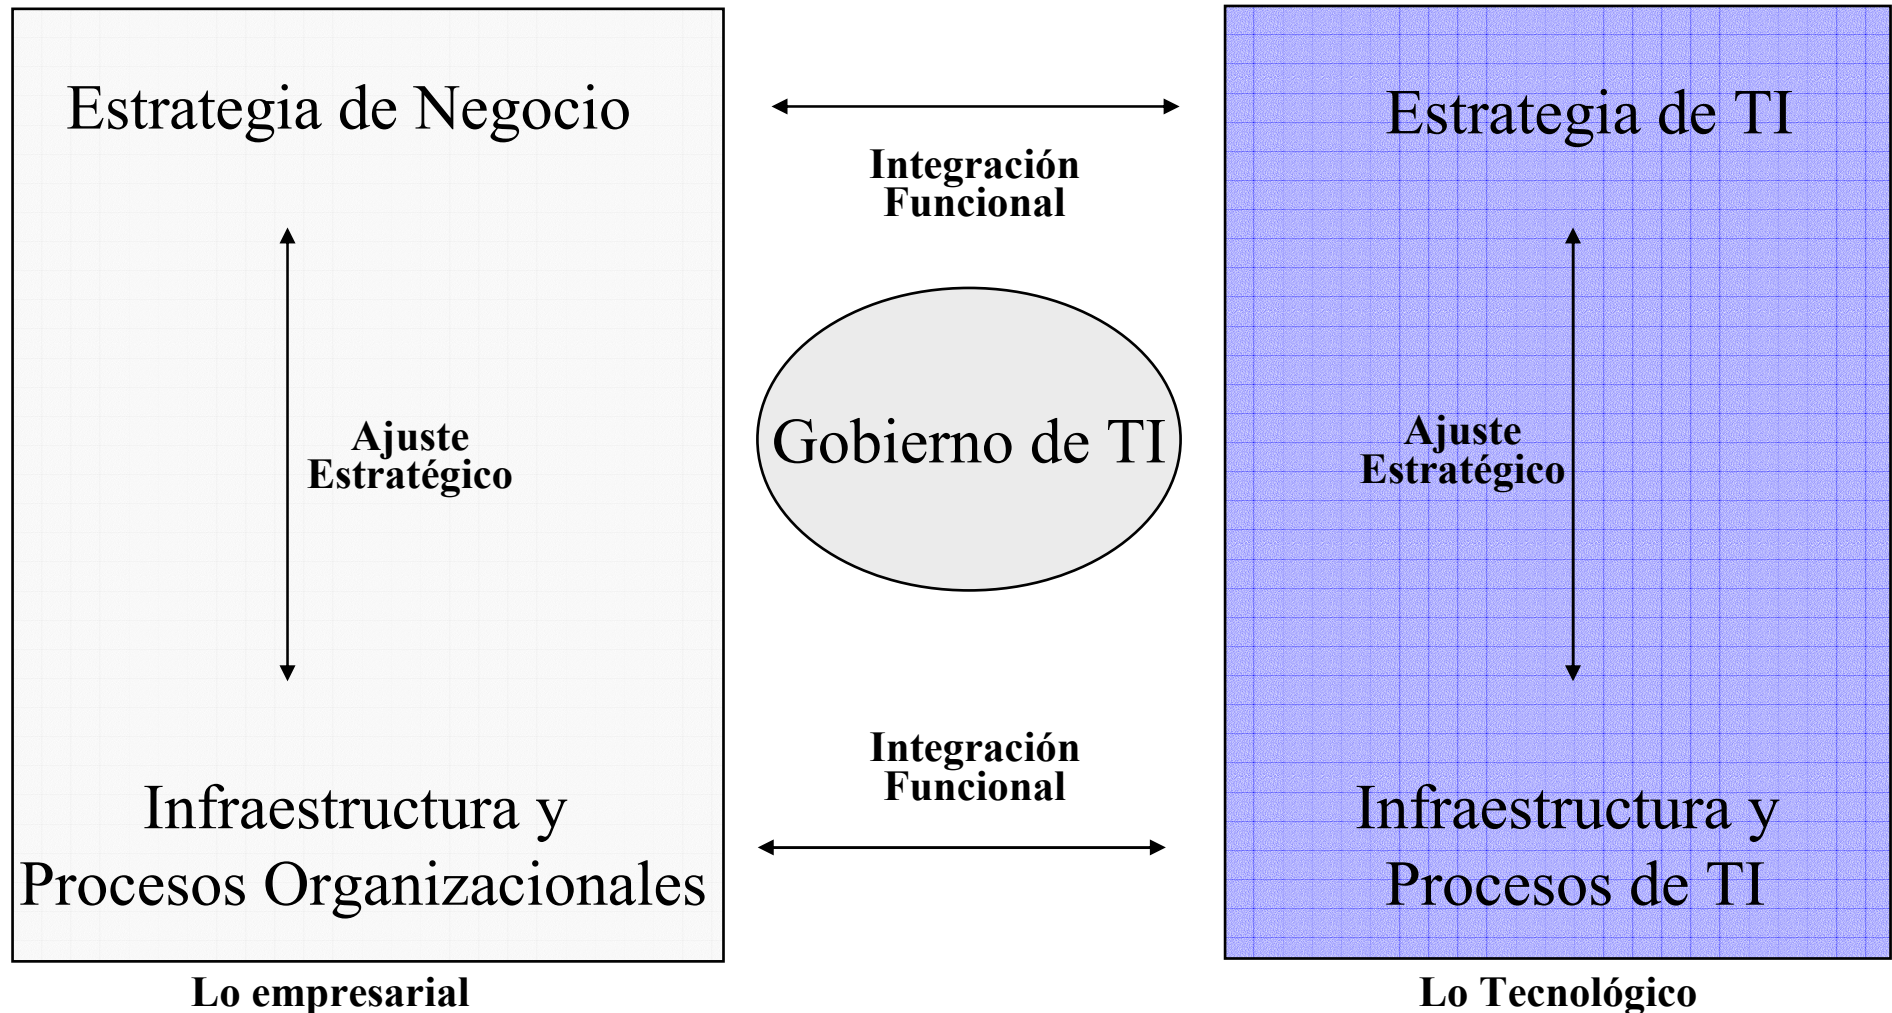 Estrategia de Negocio
Integración
Funcional
Estrategia de TI
Ajuste
Estratégico
Gobierno de TI
Ajuste
Estratégico
Integración
Funcional
Infraestructura y
Procesos Organizacionales
Infraestructura y
Procesos de TI
Lo empresarial
Lo Tecnológico